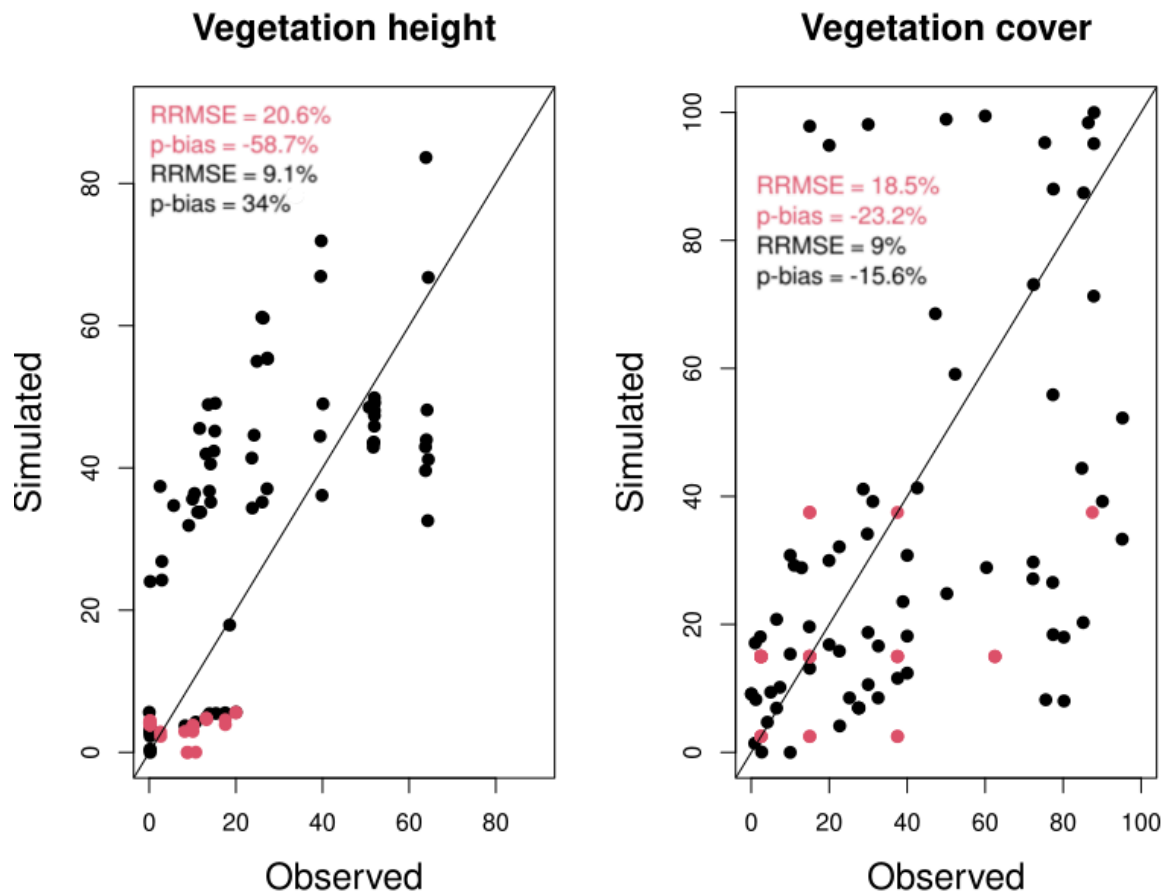 Vegetation height
RRMSE = 20.6%
p-bias = -58.7%
RRMSE = 9.1%
p-bias = 34%
Simulated
80
60
40
20
0
0 20 40 60 80
Observed
Vegetation cover
RRMSE = 18.5%
p-bias = -23.2%
RRMSE = 9%
p-bias = -15.6%
Simulated
100
80
60
40
20
0
0 20 40 60 80 100
Observed